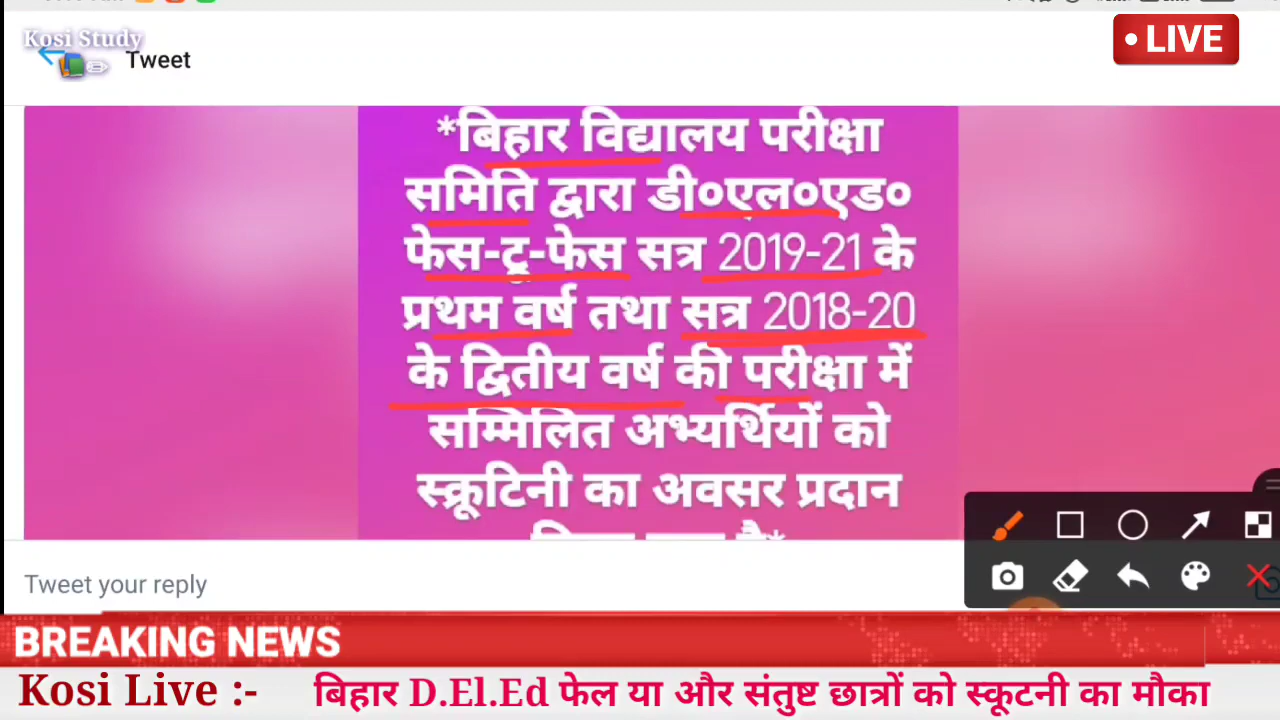 Kosi Study
Tweet
LIVE
*बिहार विद्यालय परीक्षा
समिति द्वारा डी०एल०एड०
फेस-टू-फेस सत्र 2019-21 के
प्रथम वर्ष तथा सत्र 2018-20
के द्वितीय वर्ष की परीक्षा में
सम्मिलित अभ्यर्थियों को
स्क्रूटिनी का अवसर प्रदान
Tweet your reply
BREAKING NEWS
Kosi Live :- बिहार D.El.Ed फेल या और संतुष्ट छात्रों को स्कूटनी का मौका